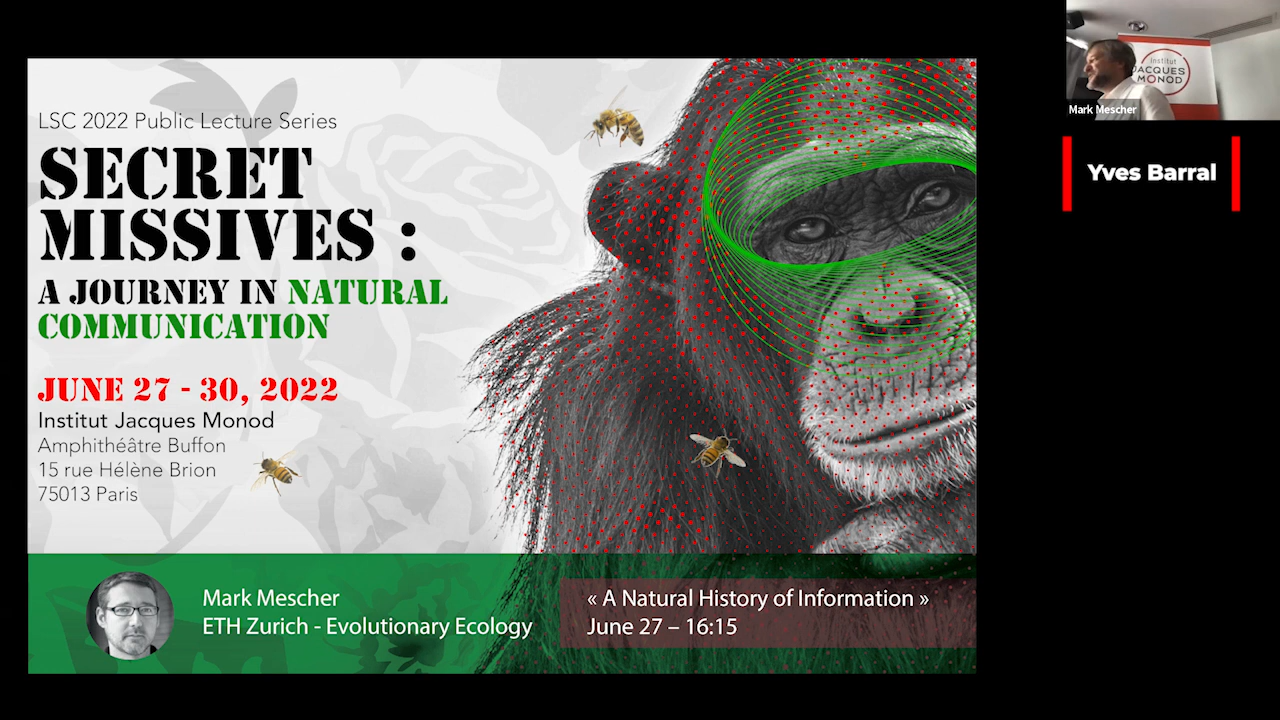 LSC 2022 Public Lecture Series
SECRET
MISSIVES :
A JOURNEY IN NATURAL
COMMUNICATION
JUNE 27 - 30, 2022
Institut Jacques Monod
Amphithéâtre Buffon
15 rue Hélène Brion
75013 Paris
Mark Mescher
ETH Zurich - Evolutionary Ecology
« A Natural History of Information »
June 27 – 16:15
Institut
JACQUES
MONOD
Mark Mescher
Yves Barral